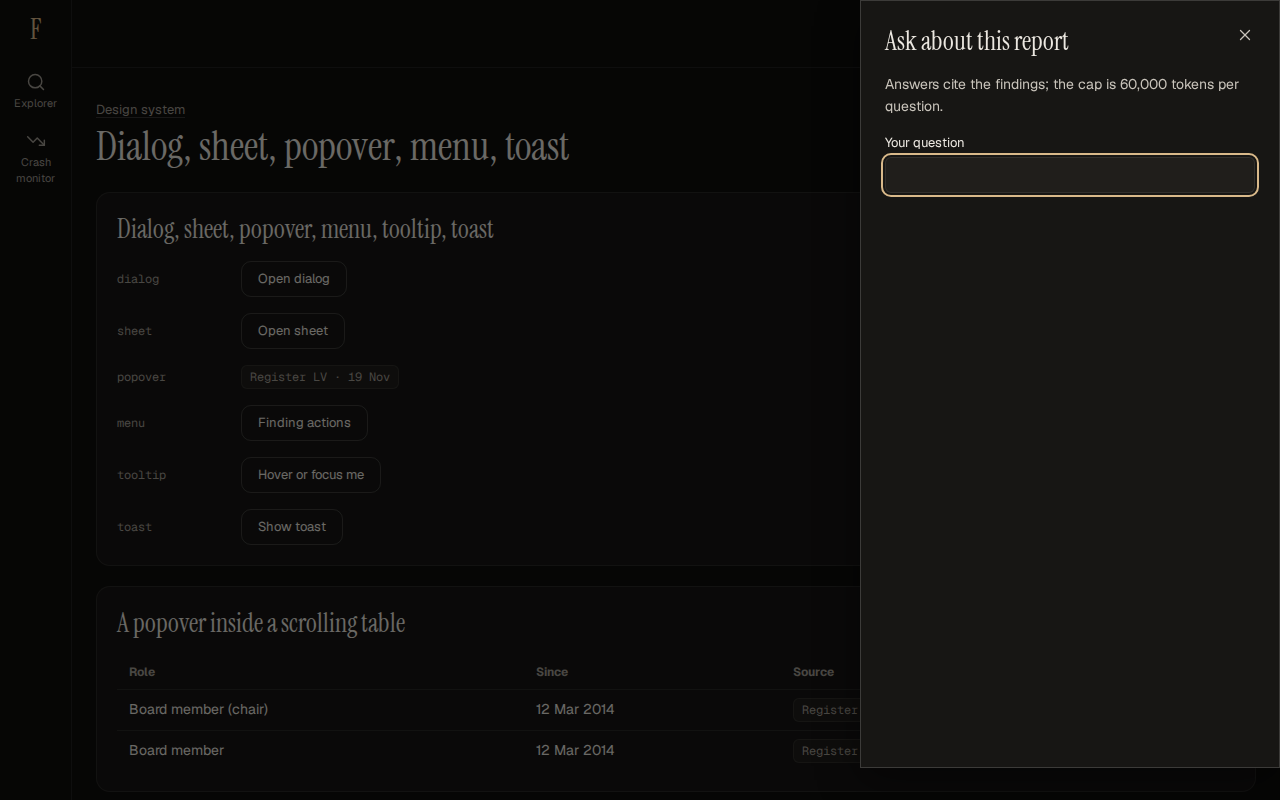 F
Explorer
Crash
monitor
Design system
Dialog, sheet, popover, menu, toast
Dialog, sheet, popover, menu, tooltip, toast
dialog
Open dialog
sheet
Open sheet
popover
Register LV · 19 Nov
menu
Finding actions
tooltip
Hover or focus me
toast
Show toast
A popover inside a scrolling table
Role Since Source
Board member (chair) 12 Mar 2014 Register
Board member 12 Mar 2014 Register
Ask about this report
Answers cite the findings; the cap is 60,000 tokens per
question.
Your question